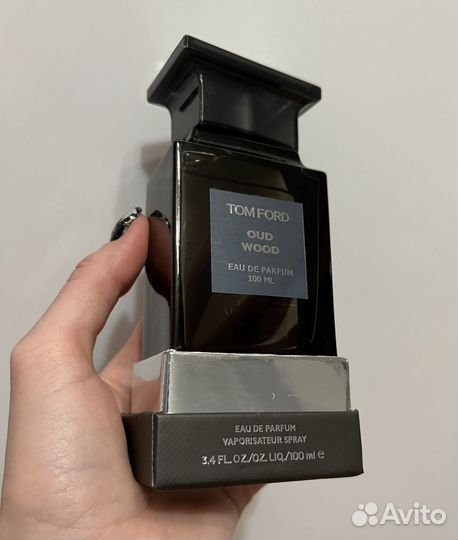 TOM FORD
OUD
WOOD
EAU DE PARFUM
100 ML
EAU DE PARFUM
VAPORISATEUR SPRAY
3.4 FL. OZ./OZ. LIQ./100 ml e
Avito